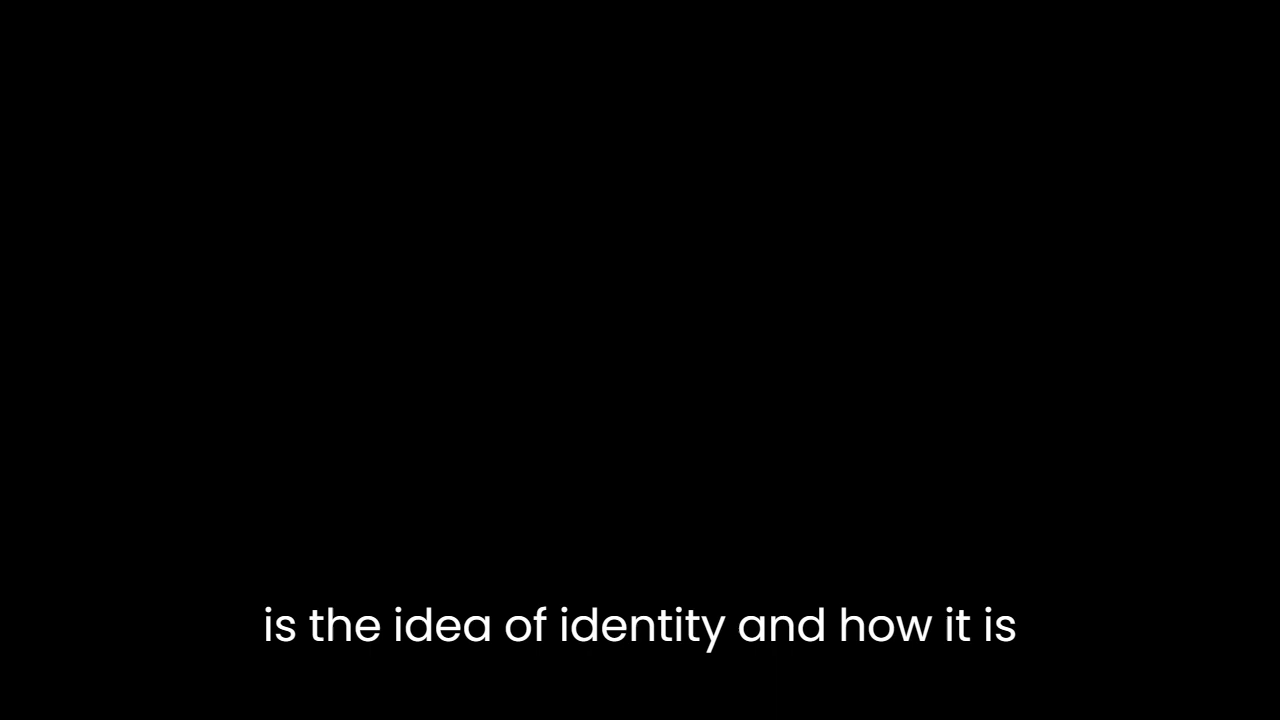 is the idea of identity and how it is